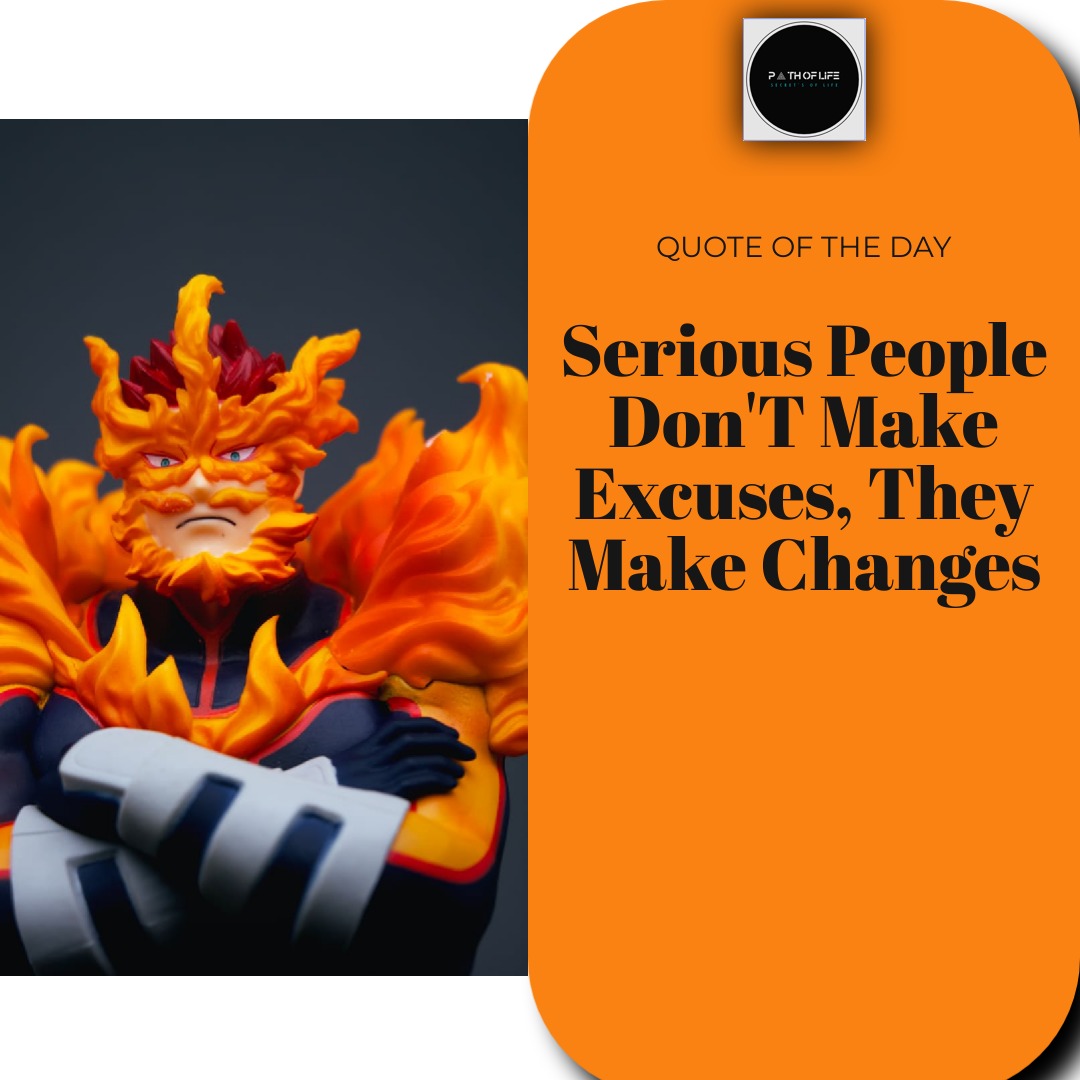 PATH OF LIFE
SECRET'S OF LIFE
QUOTE OF THE DAY
Serious People
Don'T Make
Excuses, They
Make Changes